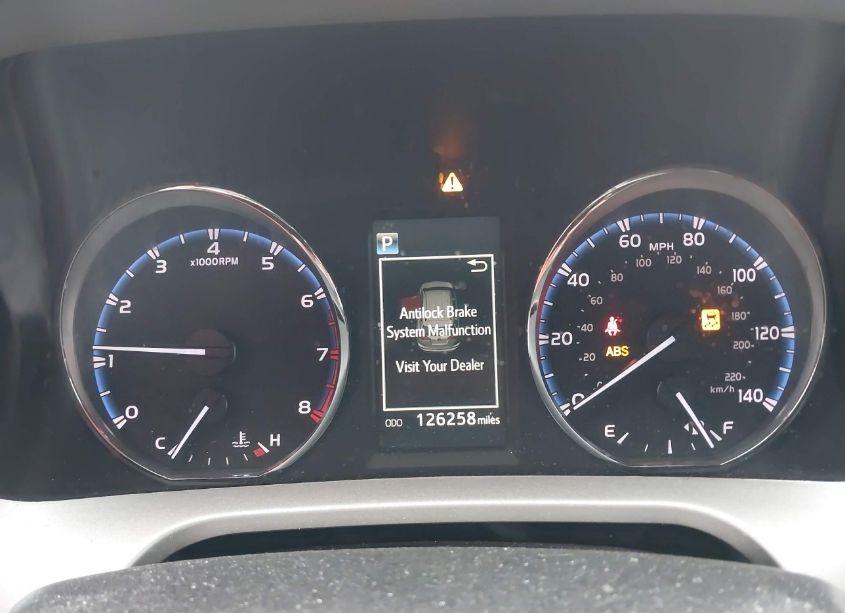 4
3
5
x1000RPM
2
6
1
7
0
8
C
H
P
Antilock Brake
System Malfunction
Visit Your Dealer
ODO 126258 miles
60 MPH 80
100 120
80 140
40 100
60 160
40 180
20 120
ABS
20 200
0 0 220
km/h 140
E F